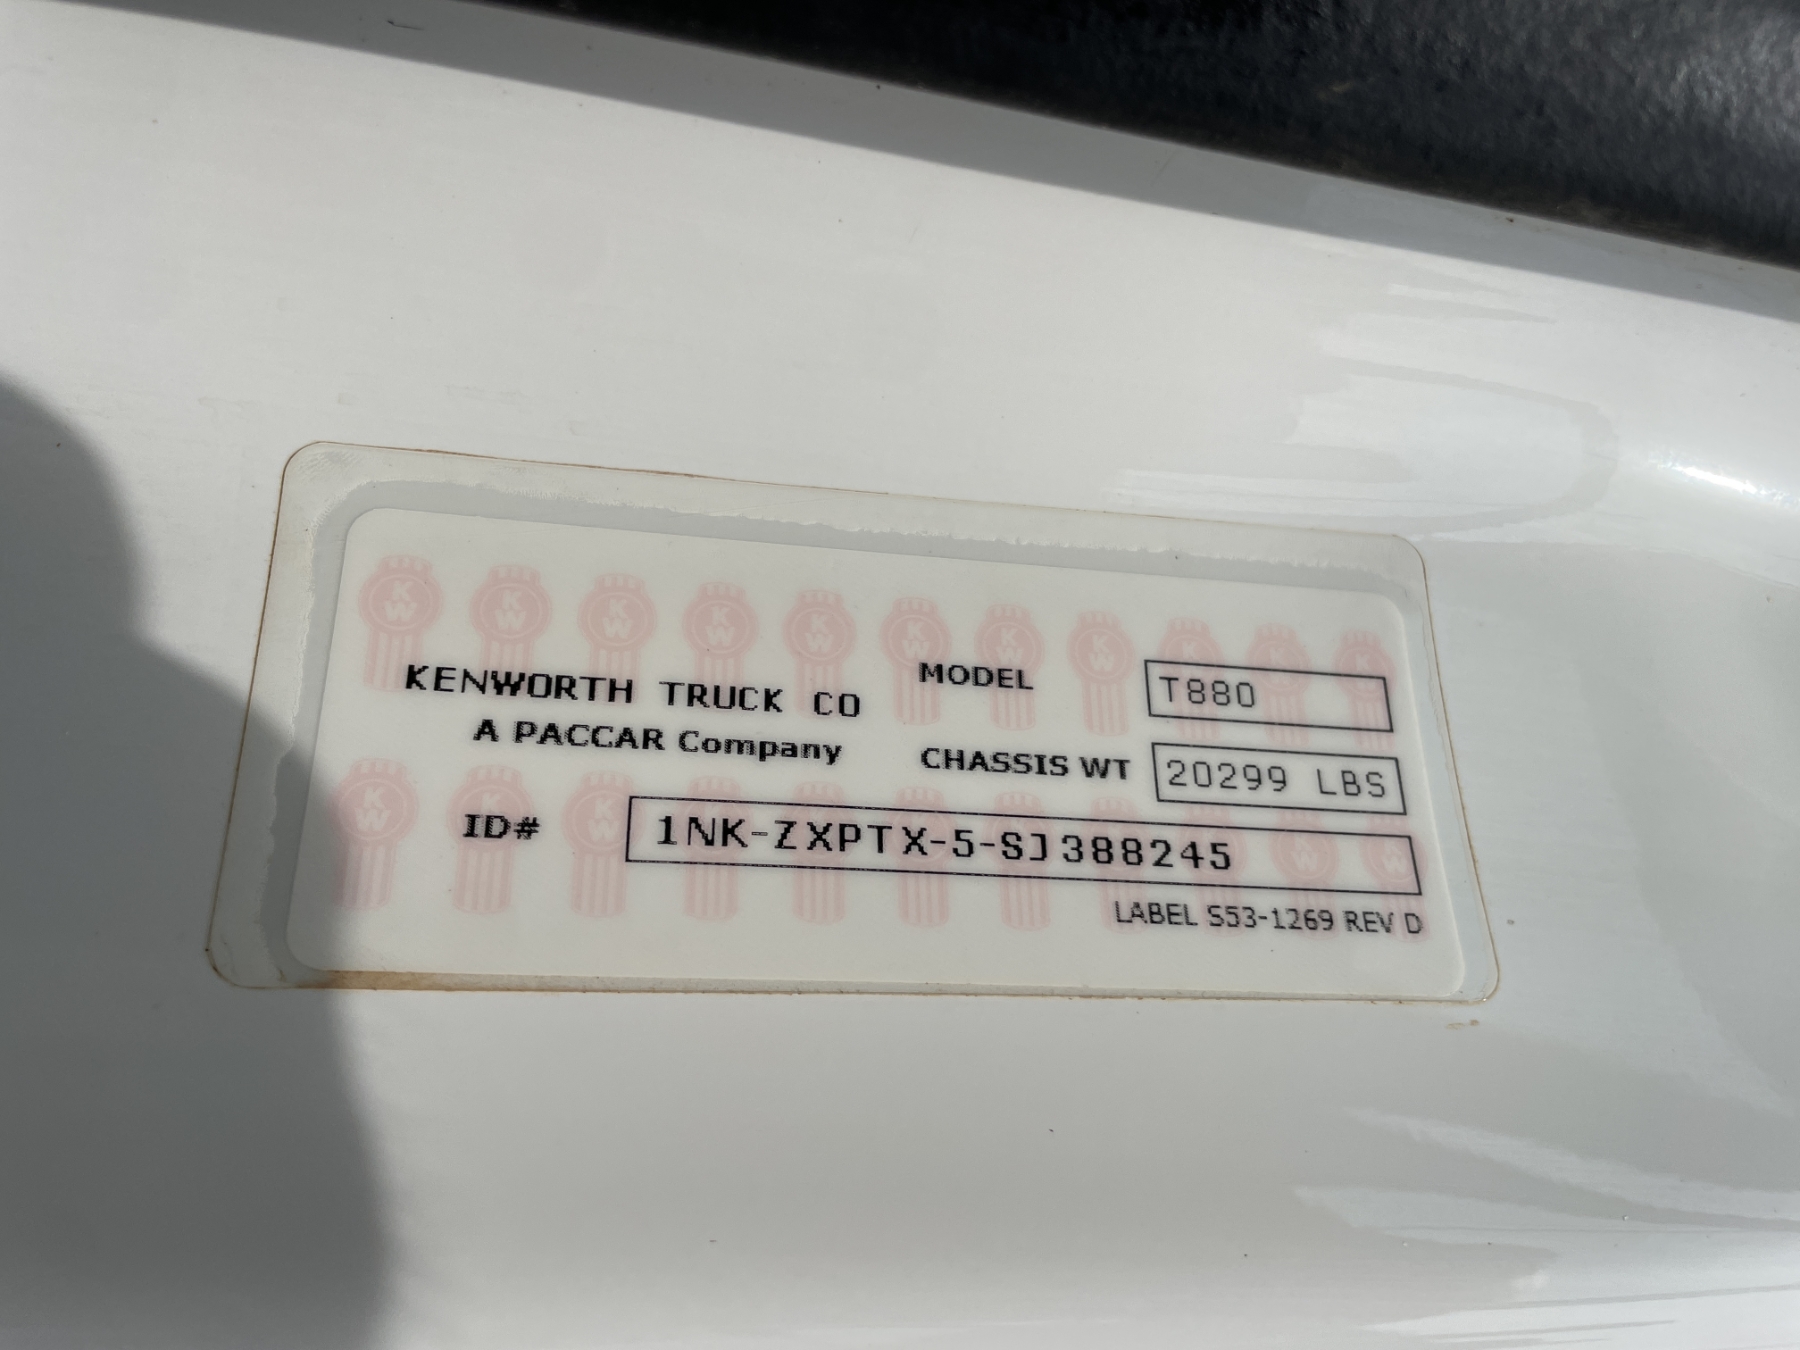 KENWORTH TRUCK CO
A PACCAR Company
MODEL T880
CHASSIS WT 20299 LBS
ID# 1NK-ZXPTX-5-SJ388245
LABEL S53-1269 REV D